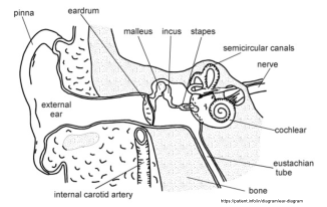 eardrum
pinna
malleus incus stapes
semicircular canals
nerve
external
ear
cochlear
eustachian
tube
internal carotid artery
bone